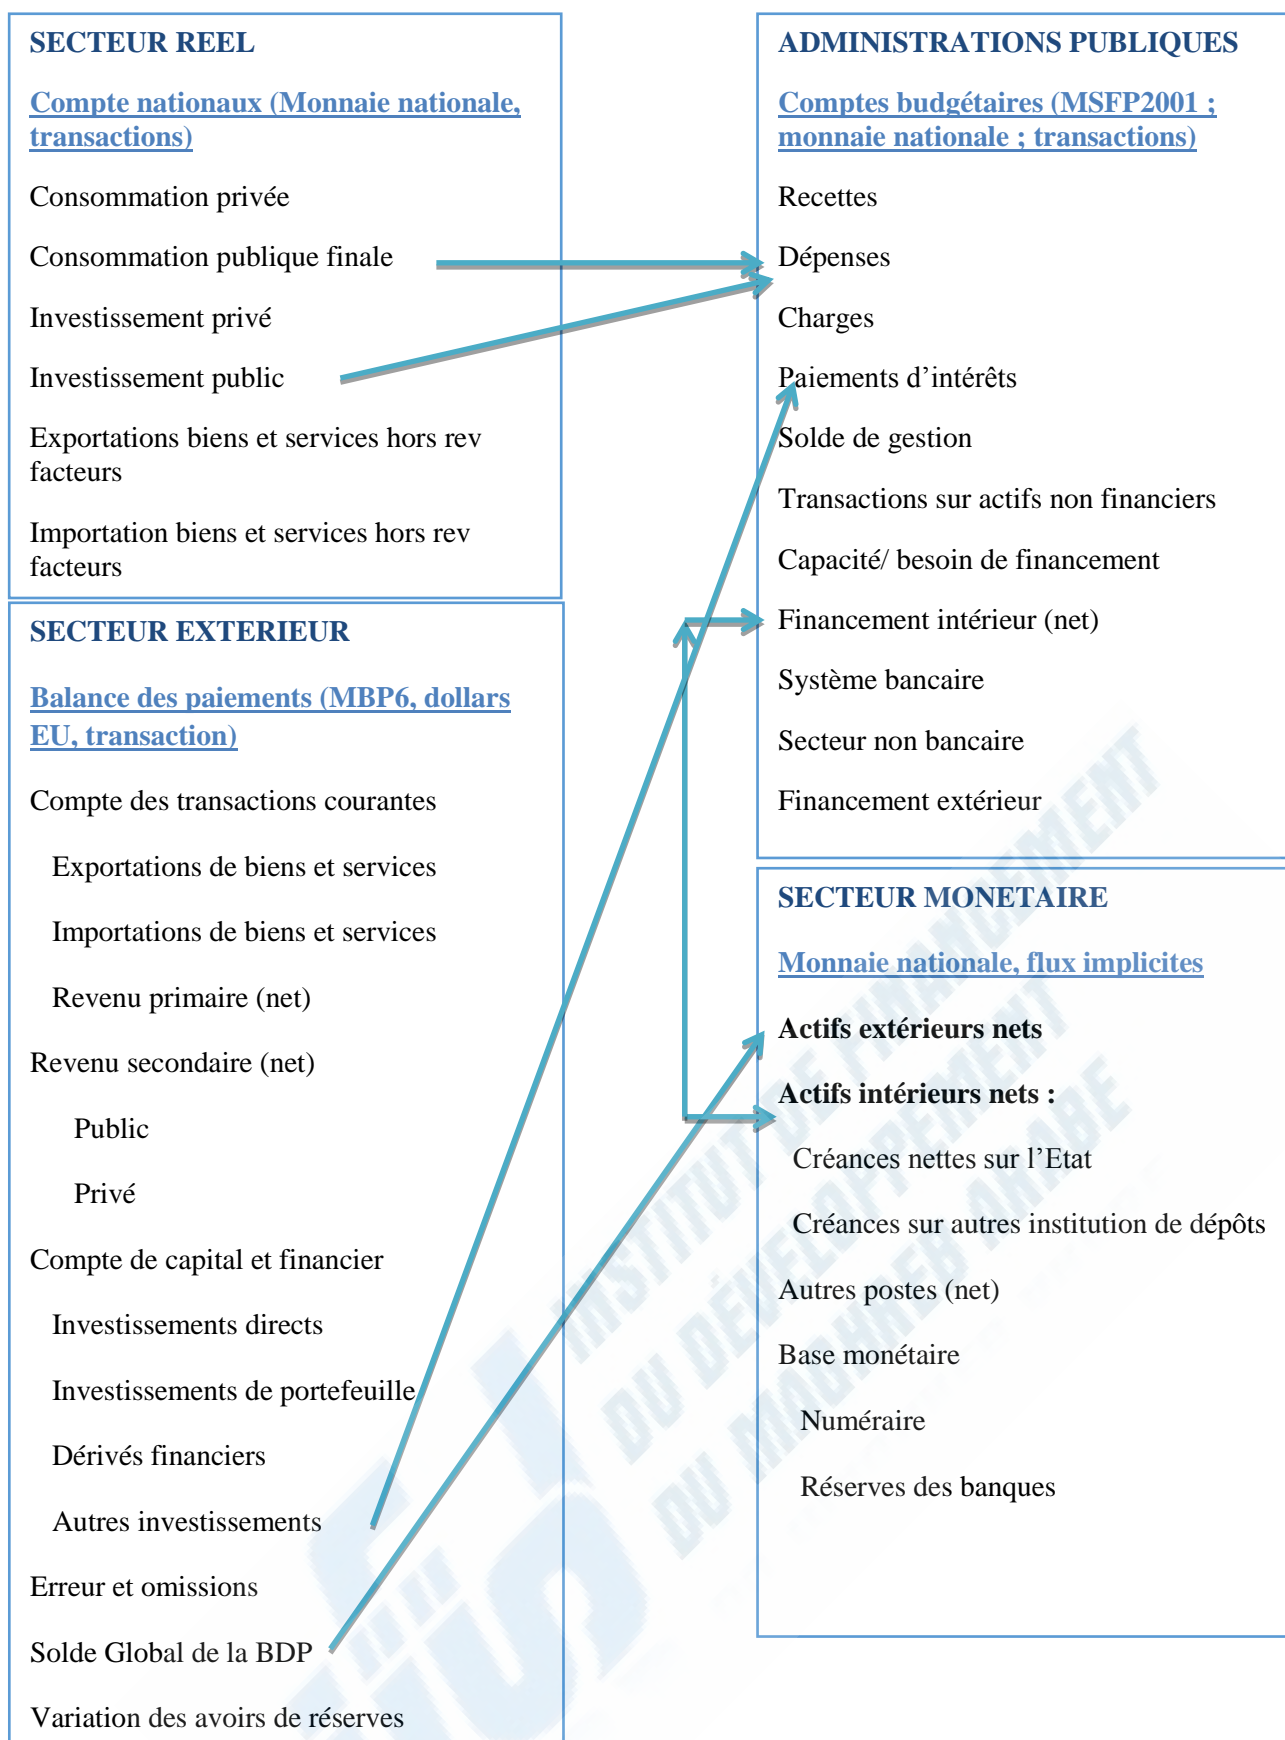 SECTEUR REEL
Compte nationaux (Monnaie nationale,
transactions)
Consommation privée
Consommation publique finale
Investissement privé
Investissement public
Exportations biens et services hors rev
facteurs
Importation biens et services hors rev
facteurs
SECTEUR EXTERIEUR
Balance des paiements (MBP6, dollars
EU, transaction)
Compte des transactions courantes
Exportations de biens et services
Importations de biens et services
Revenu primaire (net)
Revenu secondaire (net)
Public
Privé
Compte de capital et financier
Investissements directs
Investissements de portefeuille
Dérivés financiers
Autres investissements
Erreur et omissions
Solde Global de la BDP
Variation des avoirs de réserves
ADMINISTRATIONS PUBLIQUES
Comptes budgétaires (MSFP2001 ;
monnaie nationale ; transactions)
Recettes
Dépenses
Charges
Paiements d’intérêts
Solde de gestion
Transactions sur actifs non financiers
Capacité/ besoin de financement
Financement intérieur (net)
Système bancaire
Secteur non bancaire
Financement extérieur
SECTEUR MONETAIRE
Monnaie nationale, flux implicites
Actifs extérieurs nets
Actifs intérieurs nets :
Créances nettes sur l’Etat
Créances sur autres institution de dépôts
Autres postes (net)
Base monétaire
Numéraire
Réserves des banques
INSTITUT DE FINANCEMENT
DU DÉVELOPPEMENT
DU MAGHREB ARABE